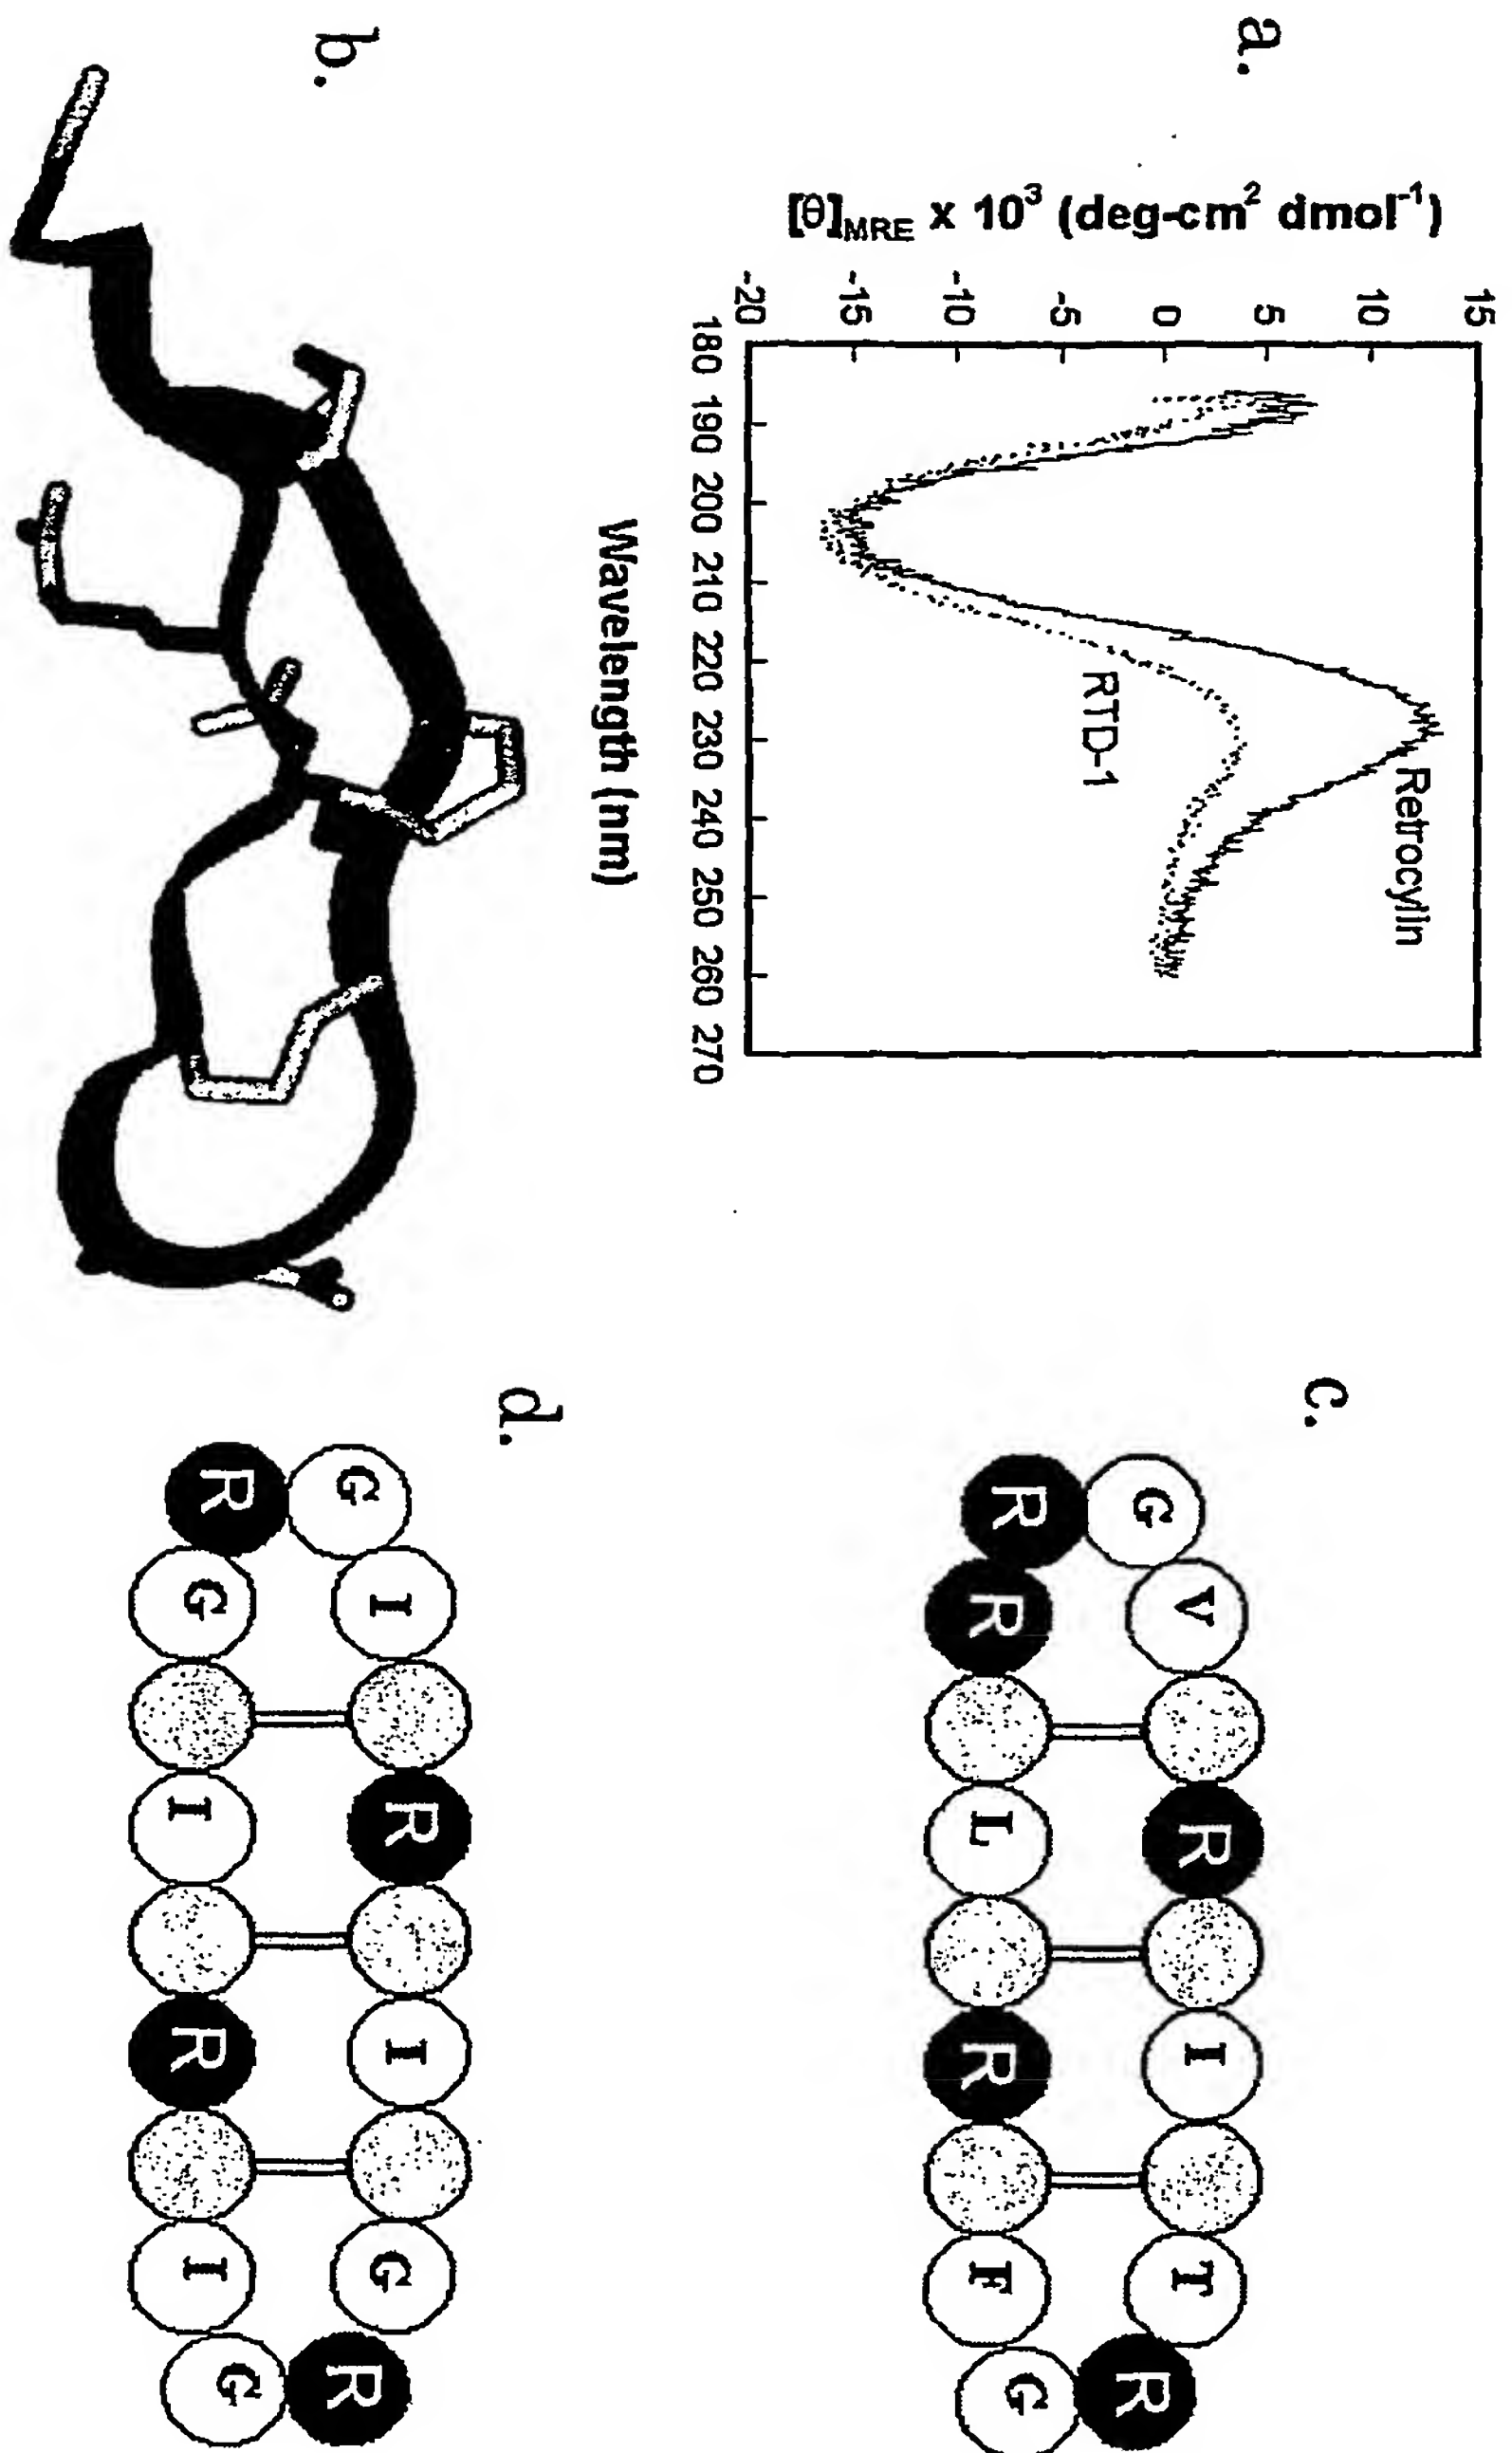 a.
[θ]MRE x 10³ (deg-cm² dmol⁻¹)
15
10
5
0
-5
-10
-15
-20
180 190 200 210 220 230 240 250 260 270
Wavelength (nm)
Retrocylin
RTD-1
b.
c.
G V R I T R
R R L R F G
d.
G I R I G R
R G I R I G